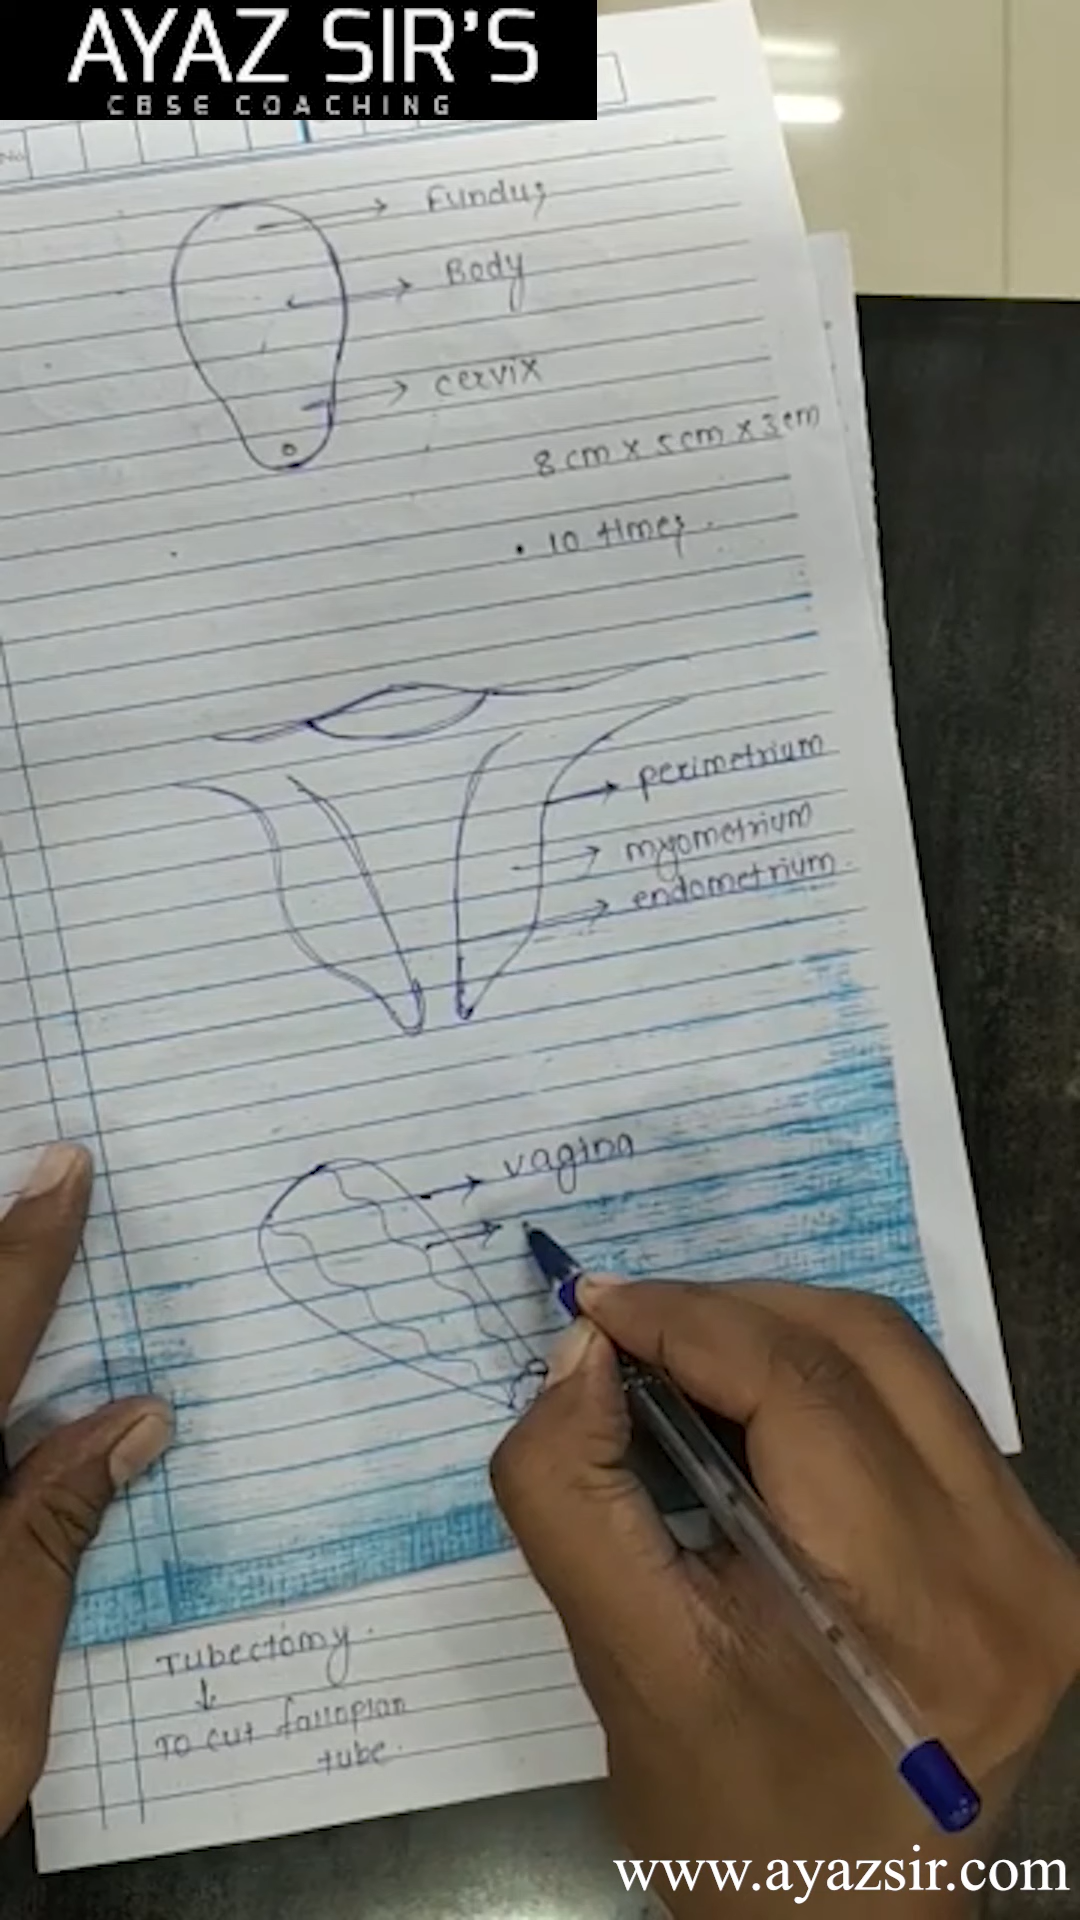 AYAZ SIR'S
CBSE COACHING
No
Fundus
Body
cervix
8 cm x 5 cm x 3 cm
• 10 times.
perimetrium
myometrium
endometrium.
vagina
Tubectomy.
To cut fallopian
tube.
www.ayazsir.com